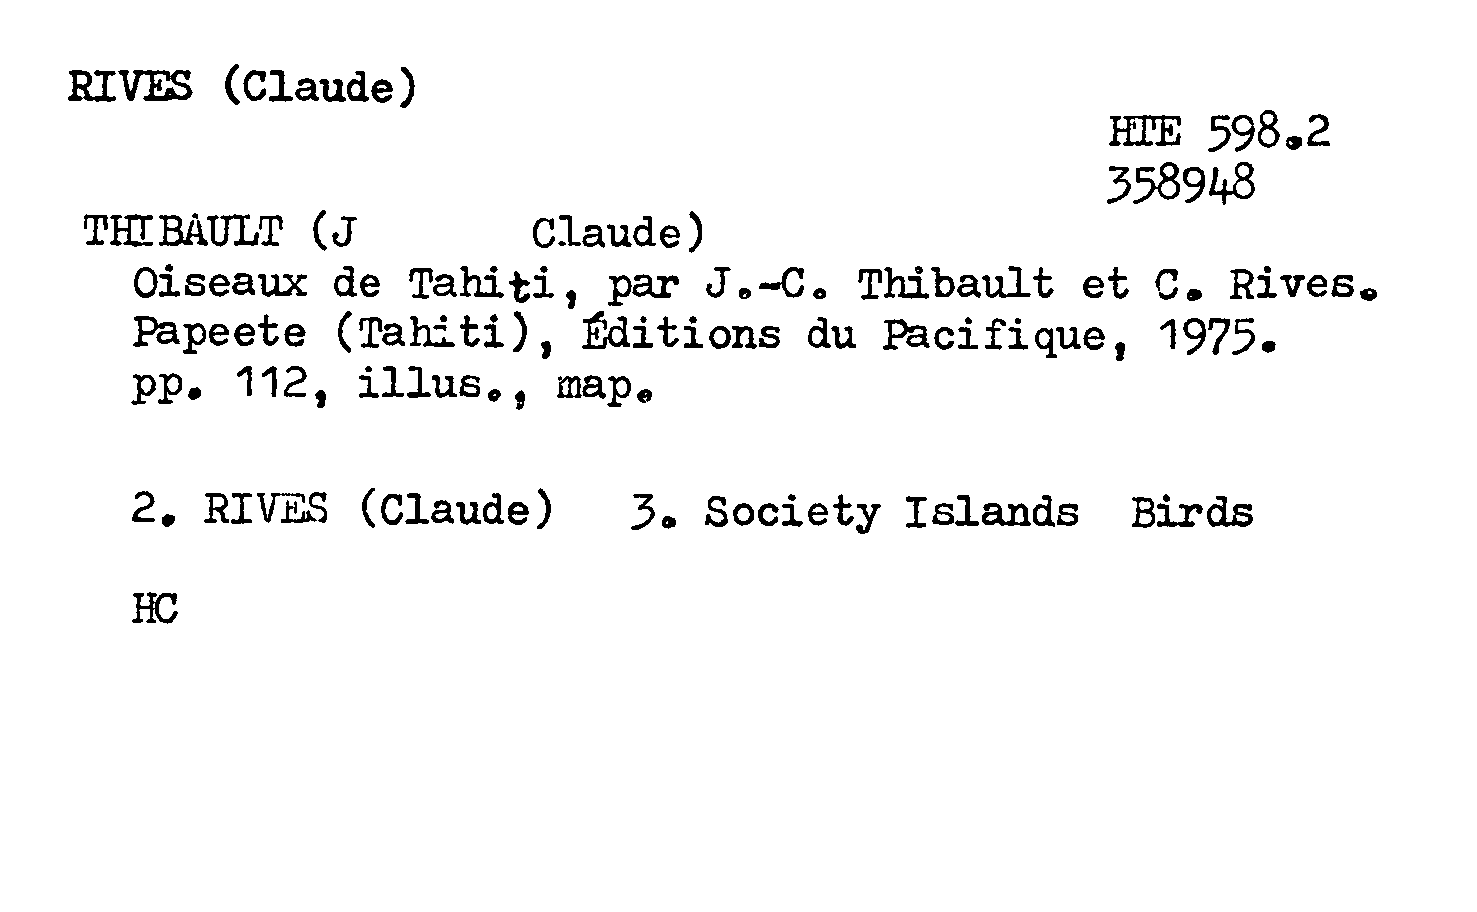 RIVES (Claude)
HTE 598.2
358948
THIBAULT (J Claude)
Oiseaux de Tahiti, par J.-C. Thibault et C. Rives.
Papeete (Tahiti), Éditions du Pacifique, 1975.
pp. 112, illus., map.
2. RIVES (Claude) 3. Society Islands Birds
HC